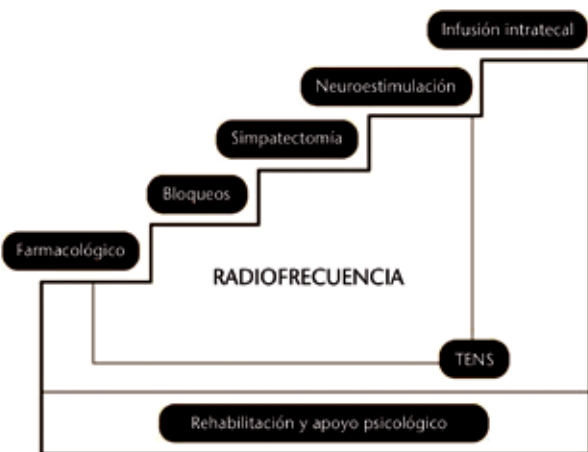 Infusión intratecal
Neuroestimulación
Simpatectomía
Bloqueos
Farmacológico
RADIOFRECUENCIA
TENS
Rehabilitación y apoyo psicológico